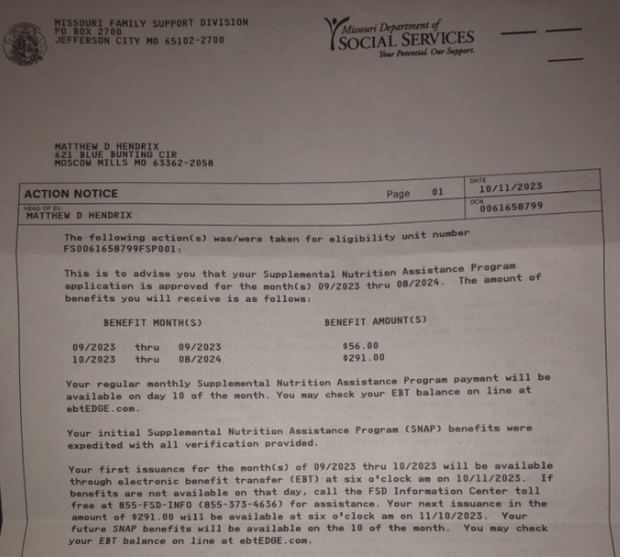 MISSOURI FAMILY SUPPORT DIVISION
PO BOX 2700
JEFFERSON CITY MO 65102-2700
Missouri Department of
SOCIAL SERVICES
Your Potential. Our Support.
MATTHEW D HENDRIX
621 BLUE BUNTING CIR
MOSCOW MILLS MO 63362-2058
ACTION NOTICE
Page 01
DATE
10/11/2023
HEAD OF EU
MATTHEW D HENDRIX
DCN
0061658799
The following action(s) was/were taken for eligibility unit number
FS0061658799FSP001:
This is to advise you that your Supplemental Nutrition Assistance Program
application is approved for the month(s) 09/2023 thru 08/2024. The amount of
benefits you will receive is as follows:
BENEFIT MONTH(S) BENEFIT AMOUNT(S)
09/2023 thru 09/2023 $56.00
10/2023 thru 08/2024 $291.00
Your regular monthly Supplemental Nutrition Assistance Program payment will be
available on day 10 of the month. You may check your EBT balance on line at
ebtEDGE.com.
Your initial Supplemental Nutrition Assistance Program (SNAP) benefits were
expedited with all verification provided.
Your first issuance for the month(s) of 09/2023 thru 10/2023 will be available
through electronic benefit transfer (EBT) at six o'clock am on 10/11/2023. If
benefits are not available on that day, call the FSD Information Center toll
free at 855-FSD-INFO (855-373-4636) for assistance. Your next issuance in the
amount of $291.00 will be available at six o'clock am on 11/10/2023. Your
future SNAP benefits will be available on the 10 of the month. You may check
your EBT balance on line at ebtEDGE.com.